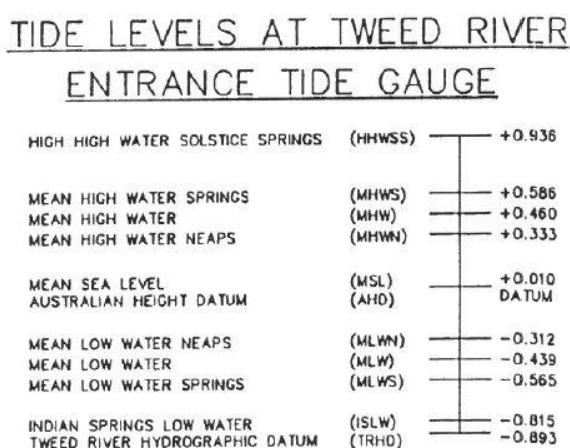 TIDE LEVELS AT TWEED RIVER
ENTRANCE TIDE GAUGE
HIGH HIGH WATER SOLSTICE SPRINGS (HHWSS) +0.936
MEAN HIGH WATER SPRINGS (MHWS) +0.586
MEAN HIGH WATER (MHW) +0.460
MEAN HIGH WATER NEAPS (MHWN) +0.333
MEAN SEA LEVEL (MSL) +0.010
AUSTRALIAN HEIGHT DATUM (AHD) DATUM
MEAN LOW WATER NEAPS (MLWN) -0.312
MEAN LOW WATER (MLW) -0.439
MEAN LOW WATER SPRINGS (MLWS) -0.565
INDIAN SPRINGS LOW WATER (ISLW) -0.815
TWEED RIVER HYDROGRAPHIC DATUM (TRHD) -0.893